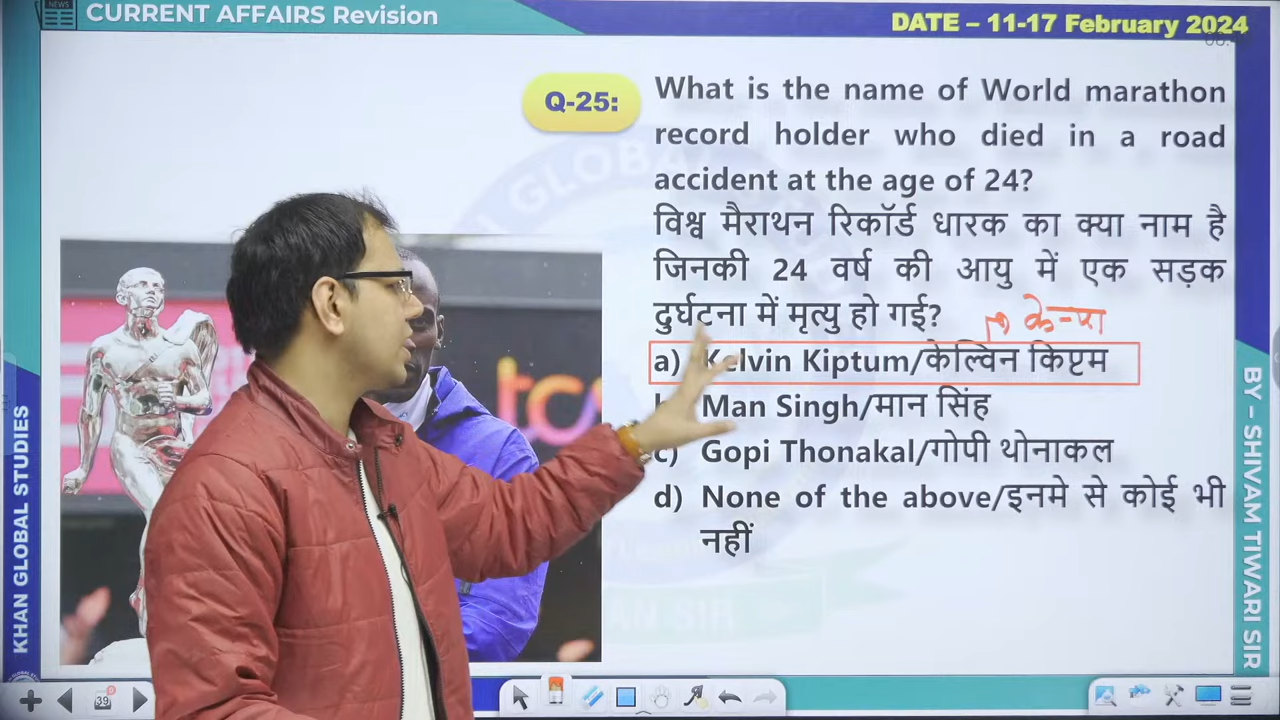 NEWS
CURRENT AFFAIRS Revision
DATE – 11-17 February 2024
Q-25:
What is the name of World marathon
record holder who died in a road
accident at the age of 24?
विश्व मैराथन रिकॉर्ड धारक का क्या नाम है
जिनकी 24 वर्ष की आयु में एक सड़क
दुर्घटना में मृत्यु हो गई?
a) Kelvin Kiptum/केल्विन किप्टम
Man Singh/मान सिंह
c) Gopi Thonakal/गोपी थोनाकल
d) None of the above/इनमे से कोई भी
नहीं
KHAN GLOBAL STUDIES
BY – SHIVAM TIWARI SIR
39